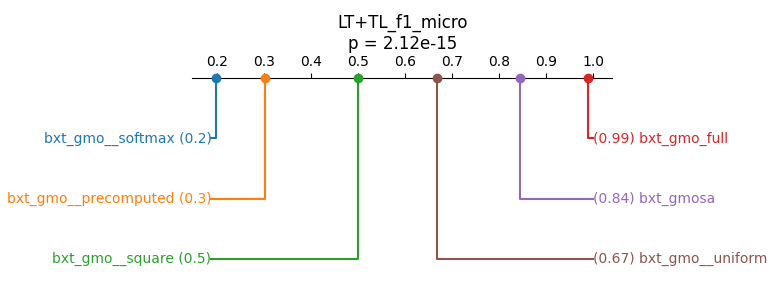 LT+TL_f1_micro
p = 2.12e-15
0.2 0.3 0.4 0.5 0.6 0.7 0.8 0.9 1.0
bxt_gmo__softmax (0.2) (0.99) bxt_gmo_full
bxt_gmo__precomputed (0.3) (0.84) bxt_gmosa
bxt_gmo__square (0.5) (0.67) bxt_gmo__uniform